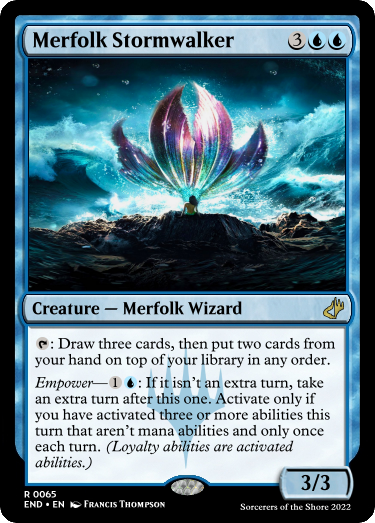 Merfolk Stormwalker 3
Creature — Merfolk Wizard
: Draw three cards, then put two cards from
your hand on top of your library in any order.
Empower—1 : If it isn't an extra turn, take
an extra turn after this one. Activate only if
you have activated three or more abilities this
turn that aren't mana abilities and only once
each turn. (Loyalty abilities are activated
abilities.)
3/3
R 0065
END • EN Francis Thompson
Sorcerers of the Shore 2022